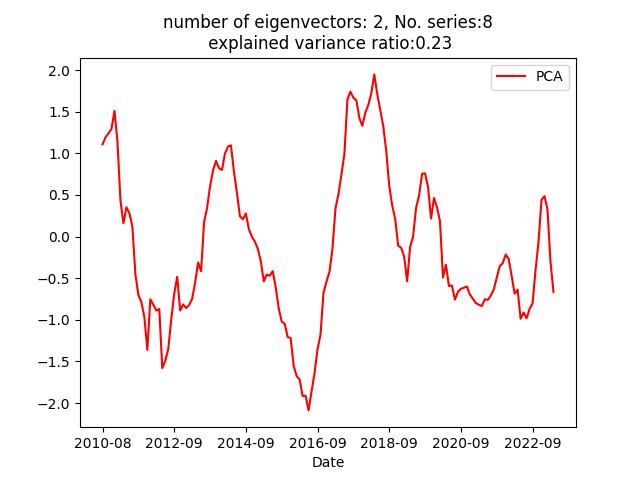 number of eigenvectors: 2, No. series:8
explained variance ratio:0.23
PCA
2.0
1.5
1.0
0.5
0.0
−0.5
−1.0
−1.5
−2.0
2010-08 2012-09 2014-09 2016-09 2018-09 2020-09 2022-09
Date